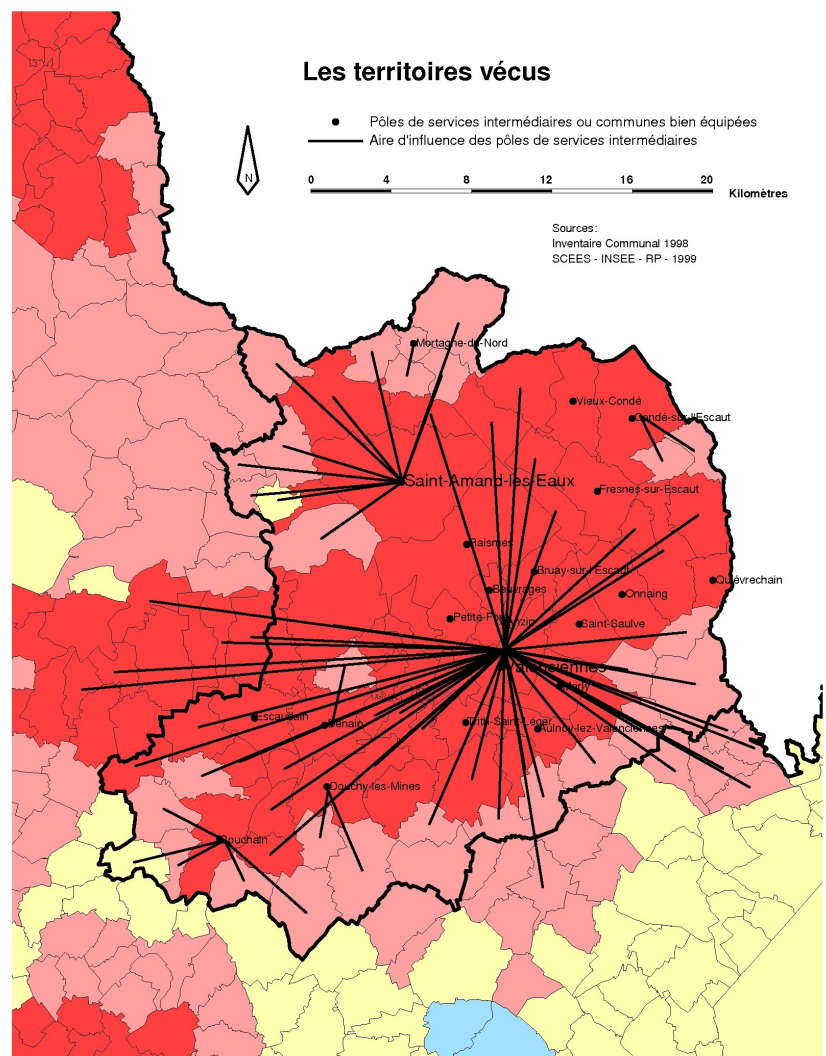 Les territoires vécus
Pôles de services intermédiaires ou communes bien équipées
Aire d'influence des pôles de services intermédiaires
N
0 4 8 12 16 20
Kilomètres
Sources:
Inventaire Communal 1998
SCEES - INSEE - RP - 1999
Mortagne-du-Nord
Vieux-Condé
Condé-sur-l'Escaut
Saint-Amand-les-Eaux
Fresnes-sur-Escaut
Raismes
Bruay-sur-l'Escaut
Quiévrechain
Beuvrages
Onnaing
Petite-Forêt
Anzin
Saint-Saulve
Valenciennes
Marly
Escaudain
Denain
Trith-Saint-Léger
Aulnoy-lez-Valenciennes
Douchy-les-Mines
Bouchain